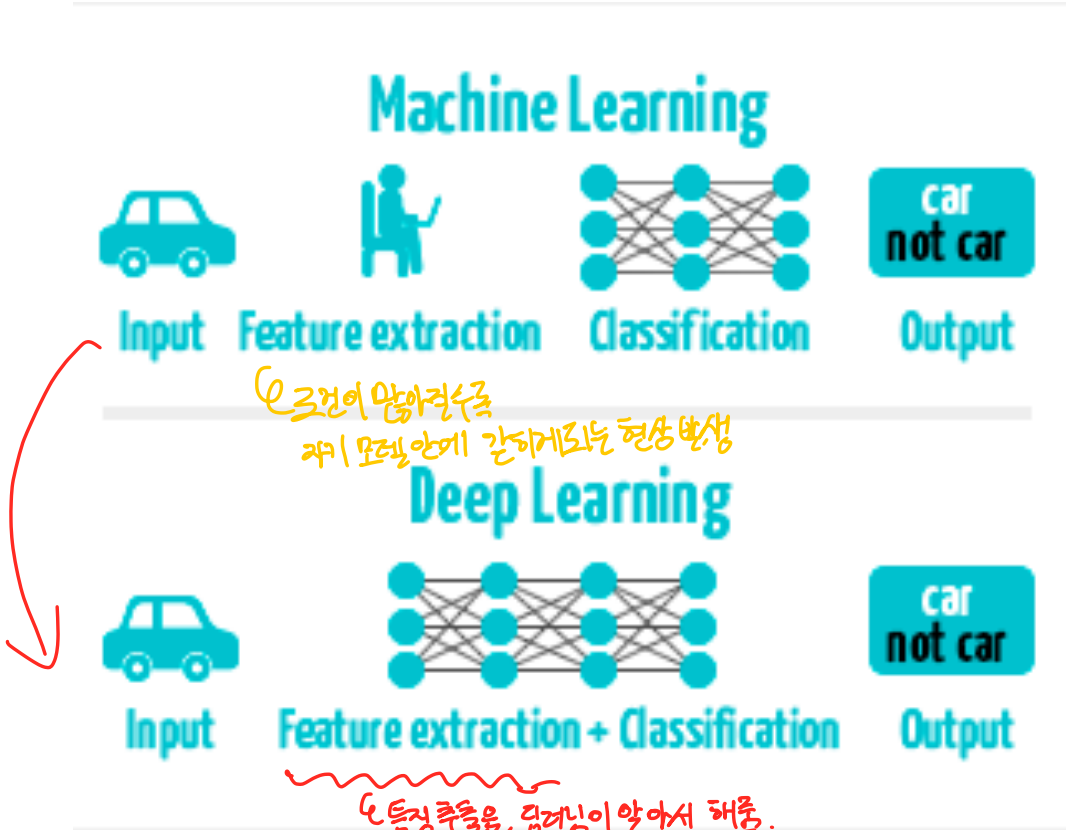 Machine Learning
car
not car
Input Feature extraction Classification Output
조건이 많아질수록
자기 모델 안에 갇히게되는 현상 발생
Deep Learning
car
not car
Input Feature extraction + Classification Output
특징 추출을 딥러닝이 알아서 해줌.